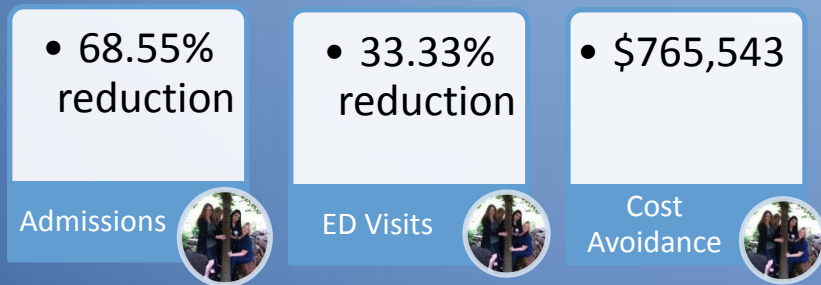 • 68.55%
reduction
Admissions
• 33.33%
reduction
ED Visits
• $765,543
Cost
Avoidance